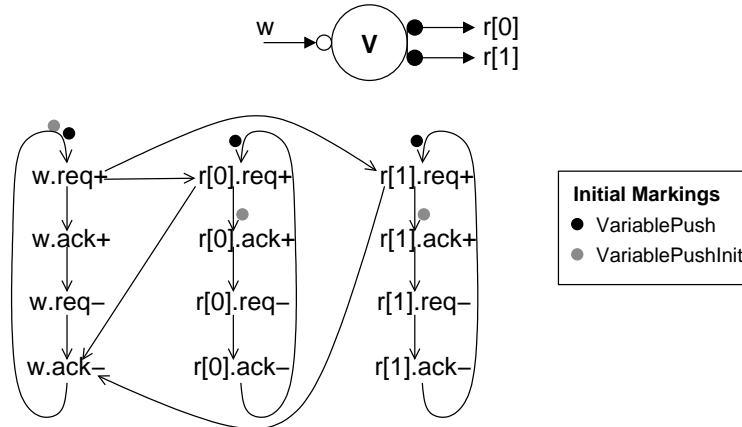 w
V
r[0]
r[1]
w.req+ r[0].req+ r[1].req+
w.ack+ r[0].ack+ r[1].ack+
w.req− r[0].req− r[1].req−
w.ack− r[0].ack− r[1].ack−
Initial Markings
VariablePush
VariablePushInit